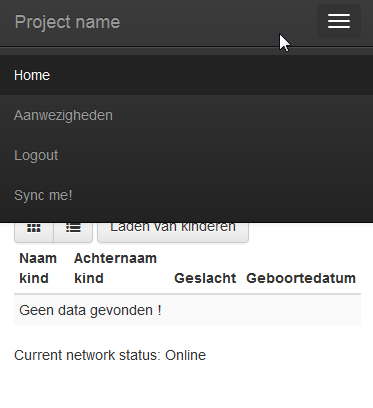 Project name
Home
Aanwezigheden
Logout
Sync me!
Laden van kinderen
Naam Achternaam
kind kind Geslacht Geboortedatum
Geen data gevonden !
Current network status: Online